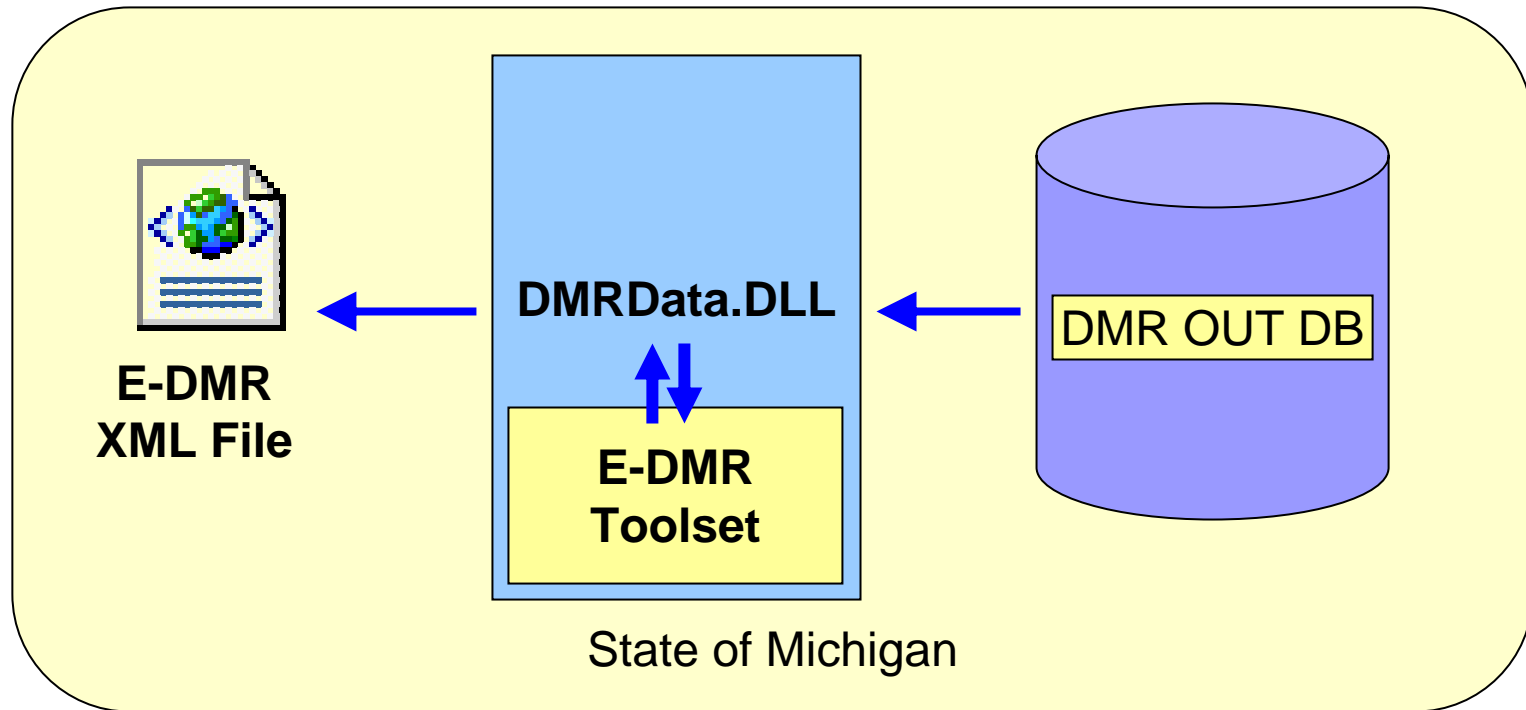 E-DMR
XML File
DMRData.DLL
E-DMR
Toolset
DMR OUT DB
State of Michigan